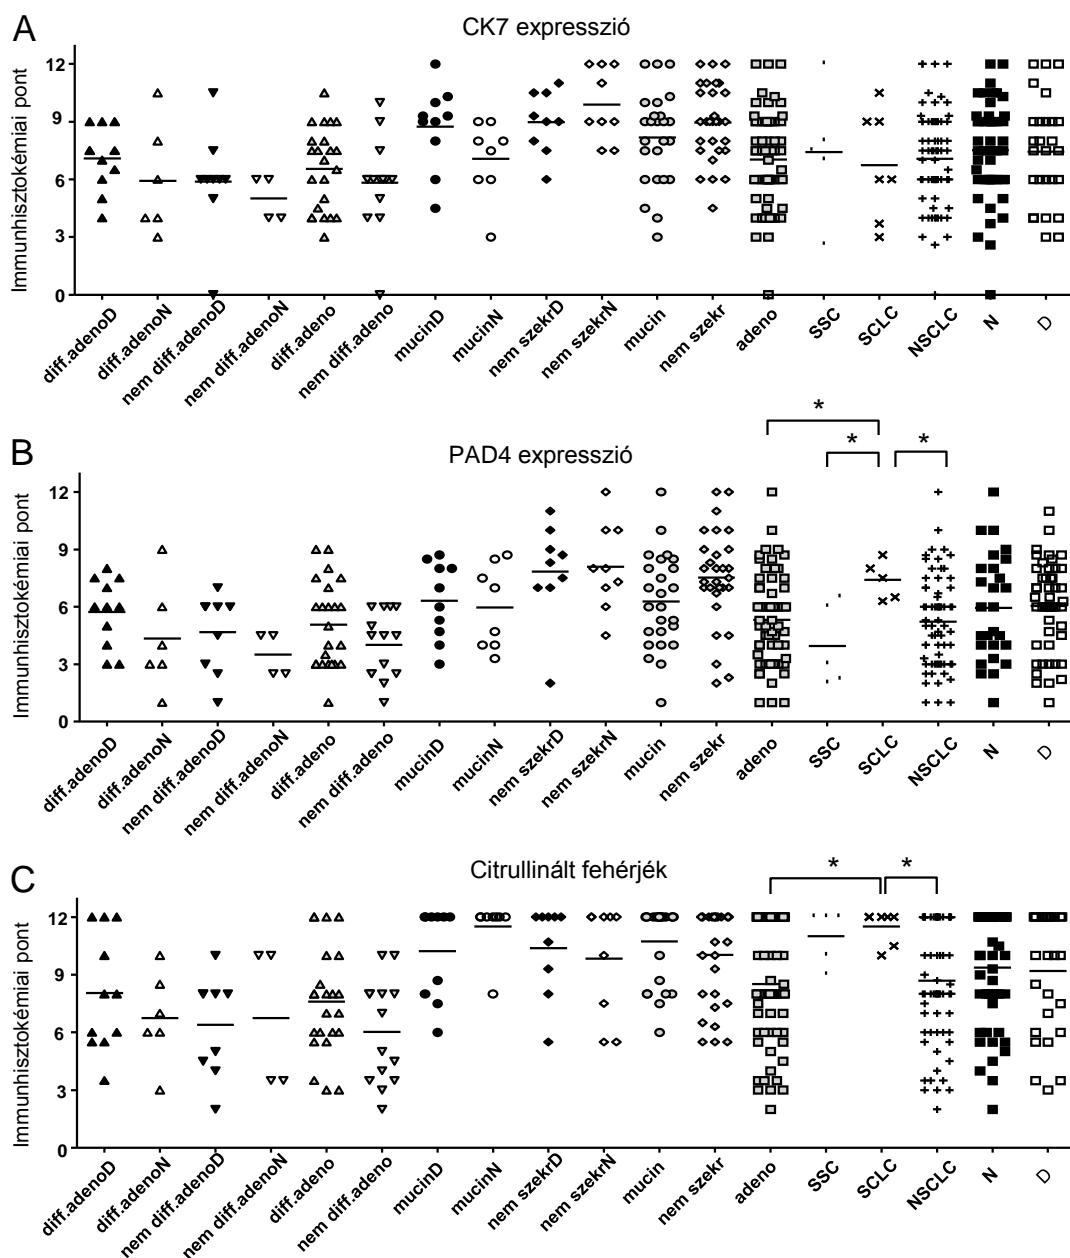 A
CK7 expresszió
Immunhisztokémiai pont
12
9
6
3
0
diff.adenoD
diff.adenoN
nem diff.adenoD
nem diff.adenoN
diff.adeno
nem diff.adeno
mucinD
mucinN
nem szekrD
nem szekrN
mucin
nem szekr
adeno
SSC
SCLC
NSCLC
N
D
B
PAD4 expresszió
* * *
Immunhisztokémiai pont
12
9
6
3
0
diff.adenoD
diff.adenoN
nem diff.adenoD
nem diff.adenoN
diff.adeno
nem diff.adeno
mucinD
mucinN
nem szekrD
nem szekrN
mucin
nem szekr
adeno
SSC
SCLC
NSCLC
N
D
C
Citrullinált fehérjék
* *
Immunhisztokémiai pont
12
9
6
3
0
diff.adenoD
diff.adenoN
nem diff.adenoD
nem diff.adenoN
diff.adeno
nem diff.adeno
mucinD
mucinN
nem szekrD
nem szekrN
mucin
nem szekr
adeno
SSC
SCLC
NSCLC
N
D